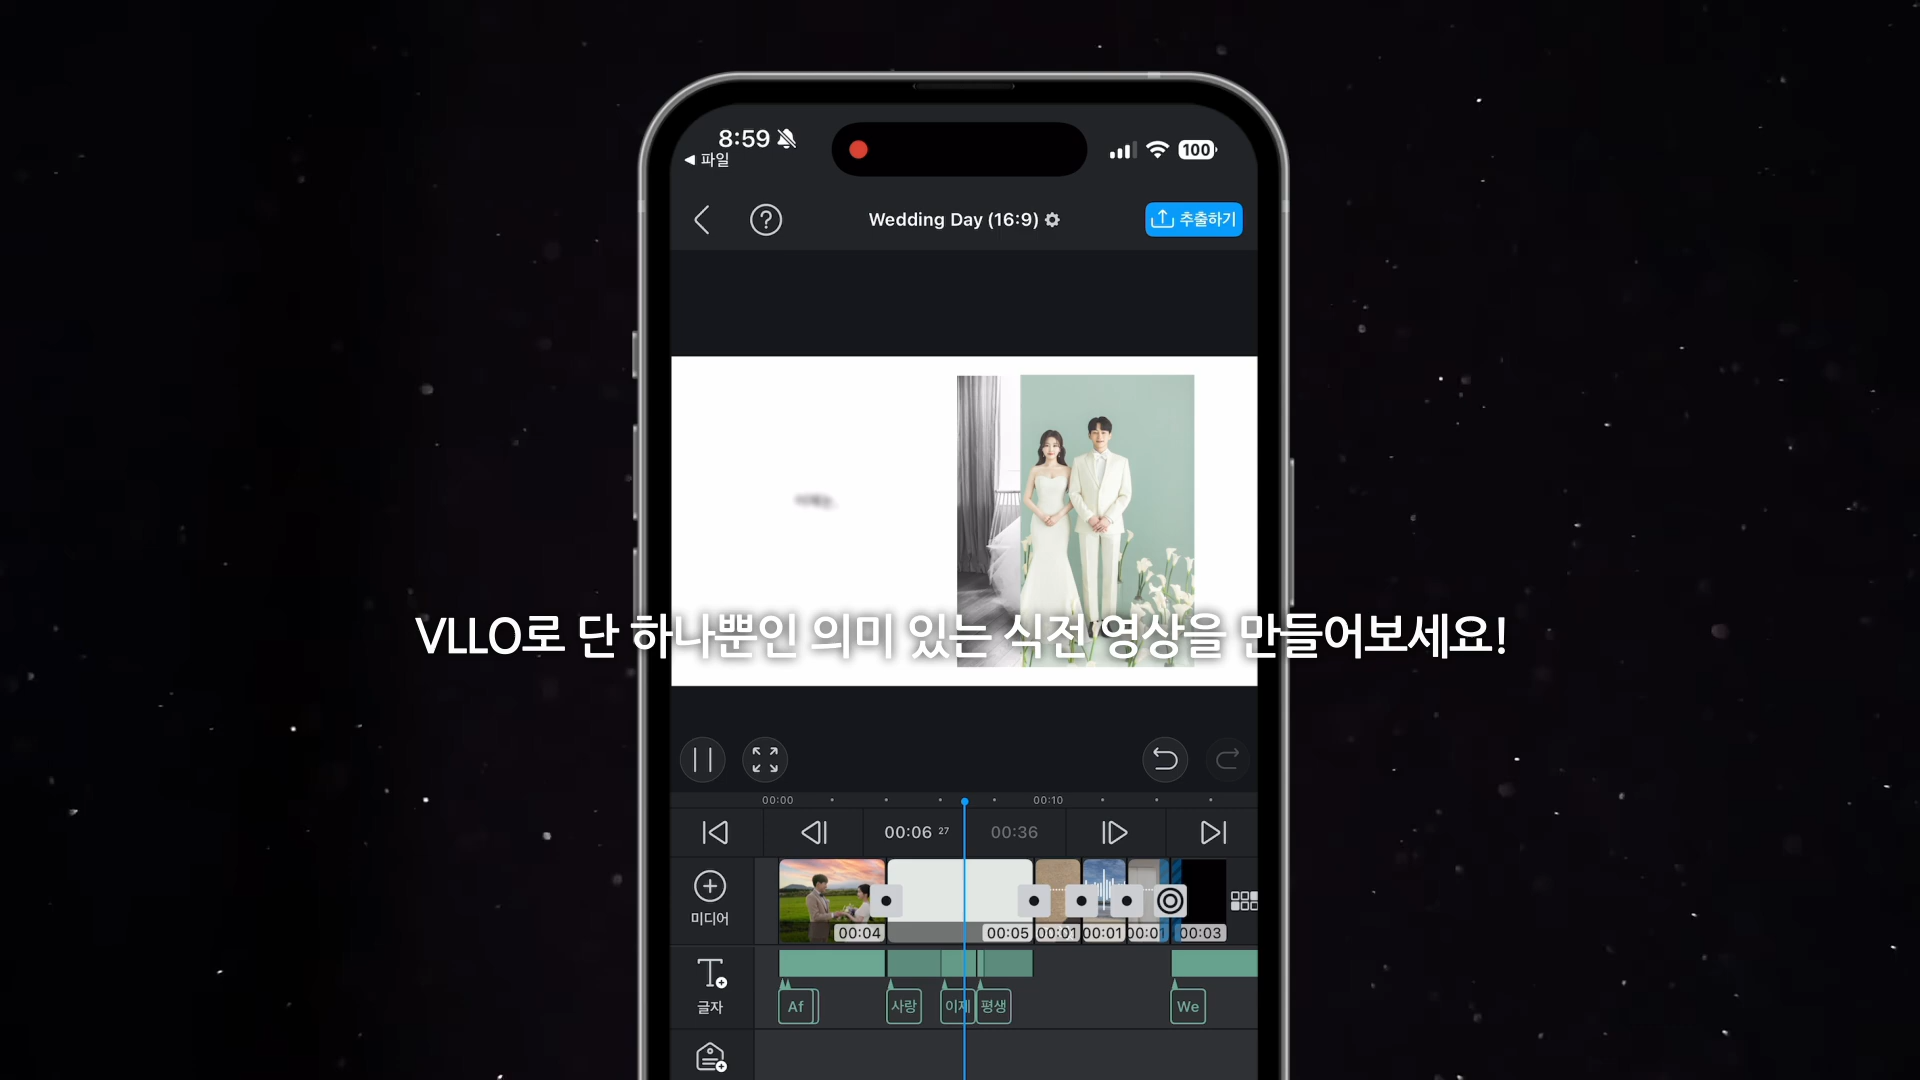 8:59
100
◀ 파일
Wedding Day (16:9)
추출하기
VLLO로 단 하나뿐인 의미 있는 식전 영상을 만들어보세요!
00:00
00:10
00:06 27
00:36
미디어
00:04
00:05
00:01
00:01
00:01
00:03
글자
Af
사랑
이제
평생
We